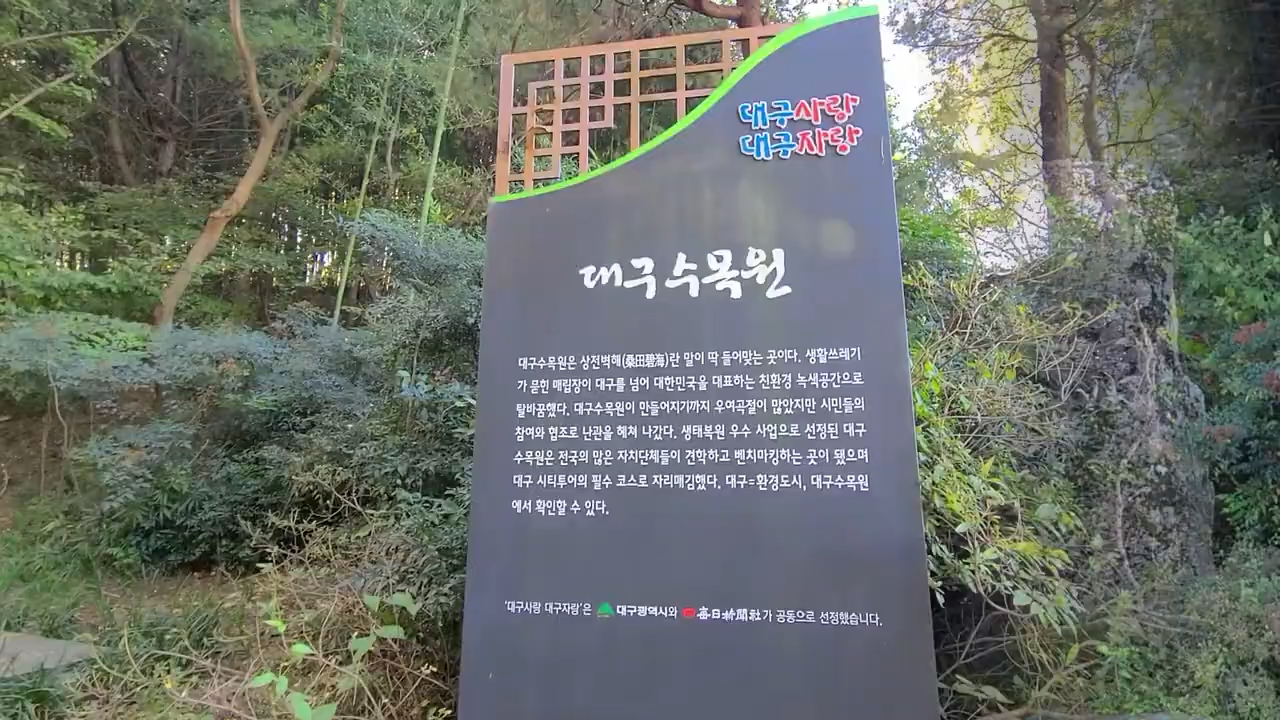 대구사랑
대구자랑
대구수목원
대구수목원은 상전벽해(桑田碧海)란 말이 딱 들어맞는 곳이다. 생활쓰레기
가 묻힌 매립장이 대구를 넘어 대한민국을 대표하는 친환경 녹색공간으로
탈바꿈했다. 대구수목원이 만들어지기까지 우여곡절이 많았지만 시민들의
참여와 협조로 난관을 헤쳐 나갔다. 생태복원 우수 사업으로 선정된 대구
수목원은 전국의 많은 자치단체들이 견학하고 벤치마킹하는 곳이 됐으며
대구 시티투어의 필수 코스로 자리매김했다. 대구=환경도시, 대구수목원
에서 확인할 수 있다.
'대구사랑 대구자랑'은 대구광역시와 每日新聞社가 공동으로 선정했습니다.